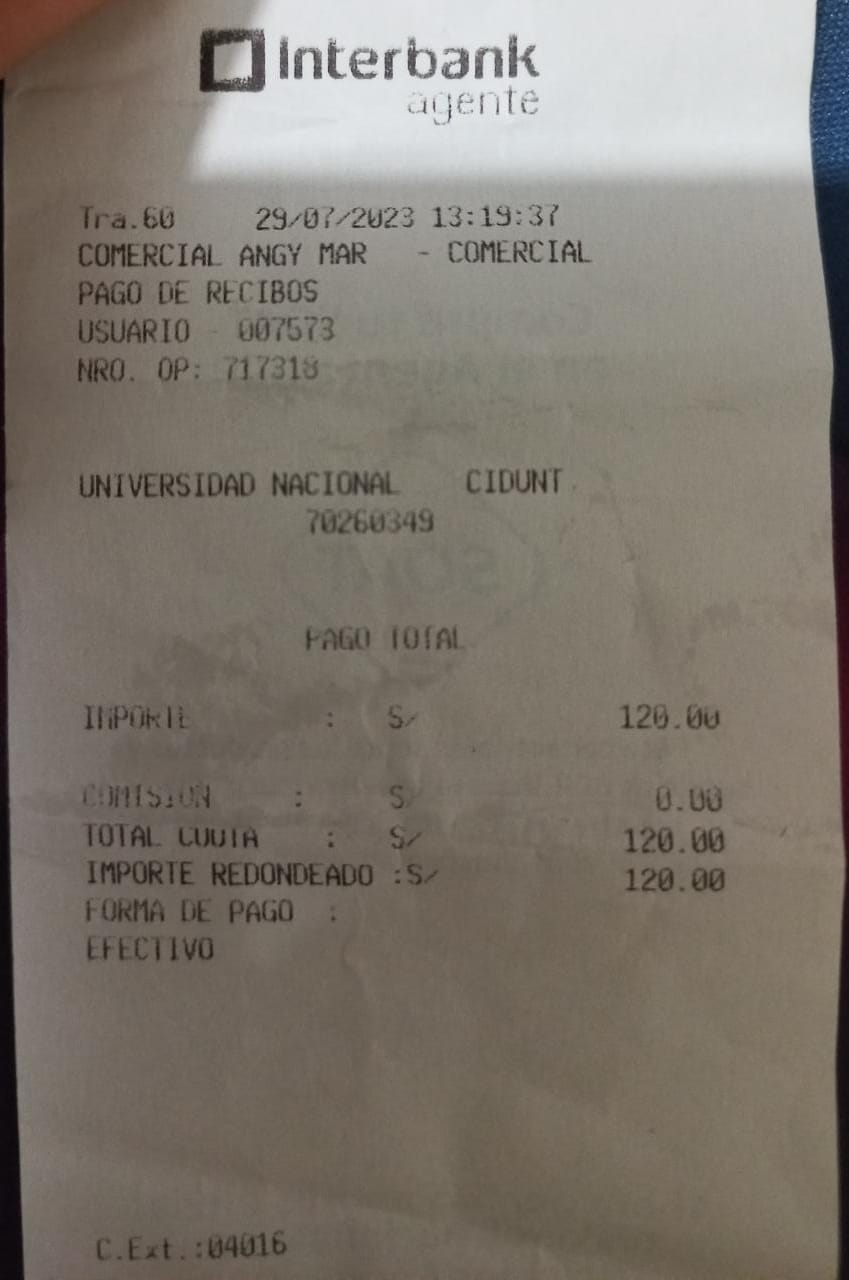 Interbank
agente
Tra.60 29/07/2023 13:19:37
COMERCIAL ANGY MAR - COMERCIAL
PAGO DE RECIBOS
USUARIO - 007573
NRO. OP: 717318
UNIVERSIDAD NACIONAL CIDUNT
70260349
PAGO TOTAL
IMPORTE : S/ 120.00
COMISION : S/ 0.00
TOTAL CUOTA : S/ 120.00
IMPORTE REDONDEADO :S/ 120.00
FORMA DE PAGO :
EFECTIVO
C.Ext.:04016